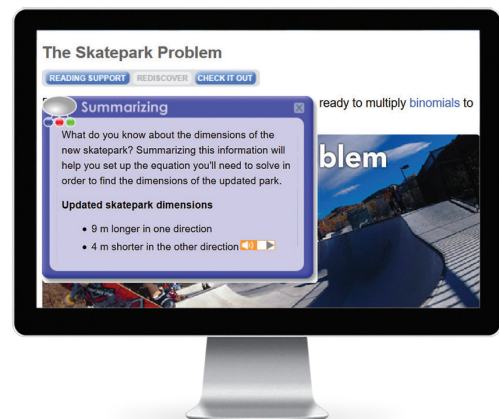 The Skatepark Problem
READING SUPPORT REDISCOVER CHECK IT OUT
Summarizing
ready to multiply binomials to
What do you know about the dimensions of the
new skatepark? Summarizing this information will
help you set up the equation you'll need to solve in
order to find the dimensions of the updated park.
blem
Updated skatepark dimensions
• 9 m longer in one direction
• 4 m shorter in the other direction